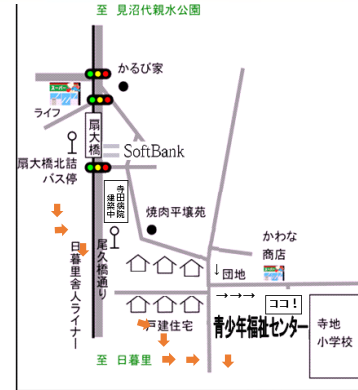 至 見沼代親水公園
かるび家
スーパー
ライフ
扇大橋
SoftBank
扇大橋北詰
バス停
寺田病院
建築中
焼肉平壌苑
尾久橋通り
日暮里舎人ライナー
かわな
商店
↓団地
→→→
ココ！
戸建住宅
青少年福祉センター
寺地
小学校
至 日暮里